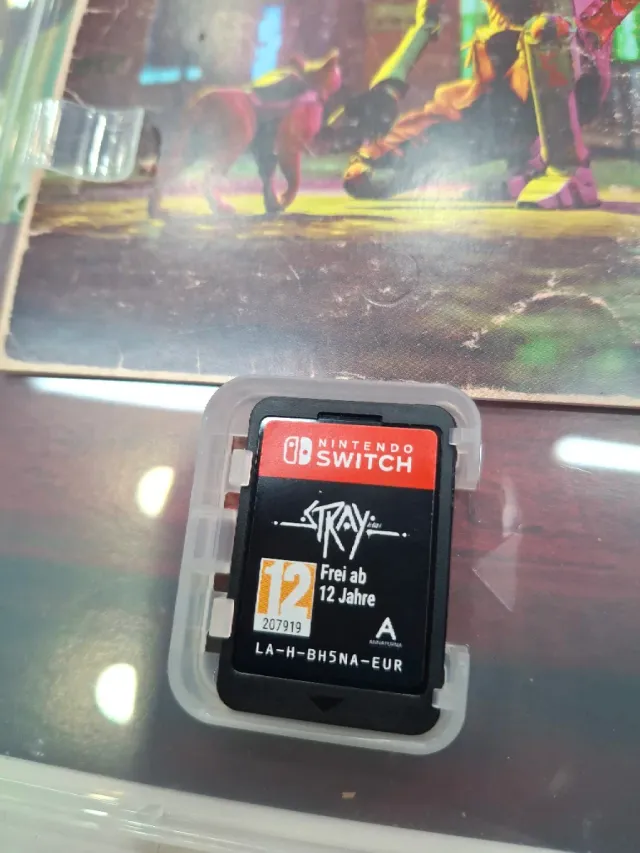 NINTENDO
SWITCH
STRAY
12
Frei ab
12 Jahre
207919
A
LA-H-BH5NA-EUR